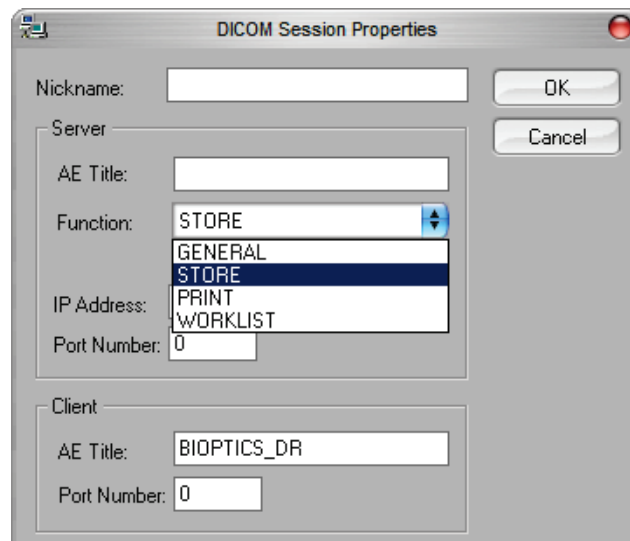 DICOM Session Properties
Nickname:
OK
Server
Cancel
AE Title:
Function: STORE
GENERAL
STORE
PRINT
WORKLIST
IP Address:
Port Number: 0
Client
AE Title: BIOPTICS_DR
Port Number: 0